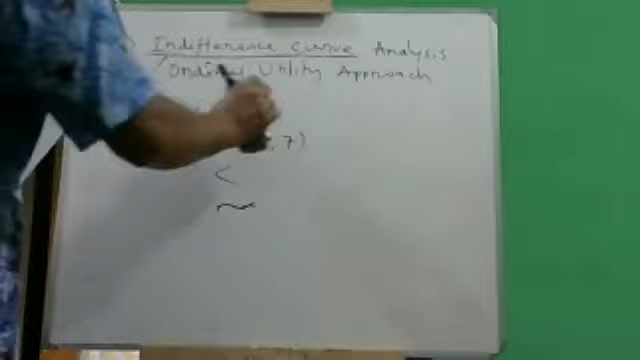 Indifference Curve Analysis
Ordinal Utility Approach
, 7)
<
~